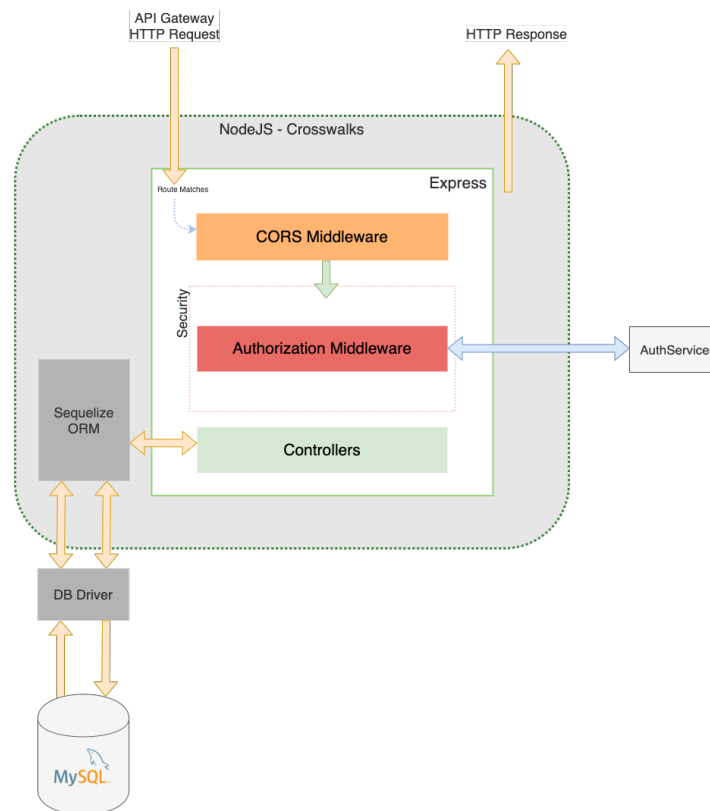 API Gateway
HTTP Request
HTTP Response
NodeJS - Crosswalks
Express
Route Matches
CORS Middleware
Security
Authorization Middleware
AuthService
Sequelize
ORM
Controllers
DB Driver
MySQL